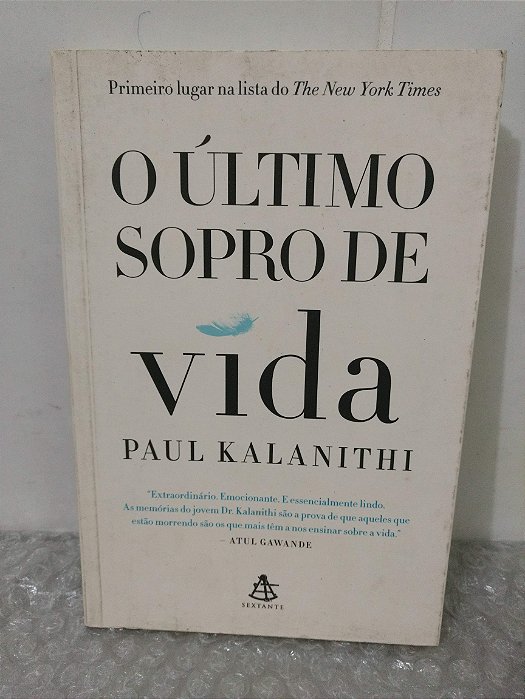 Primeiro lugar na lista do The New York Times
O ÚLTIMO
SOPRO DE
vida
PAUL KALANITHI
"Extraordinário. Emocionante. E essencialmente lindo.
As memórias do jovem Dr. Kalanithi são a prova de que aqueles que
estão morrendo são os que mais têm a nos ensinar sobre a vida."
– ATUL GAWANDE
SEXTANTE